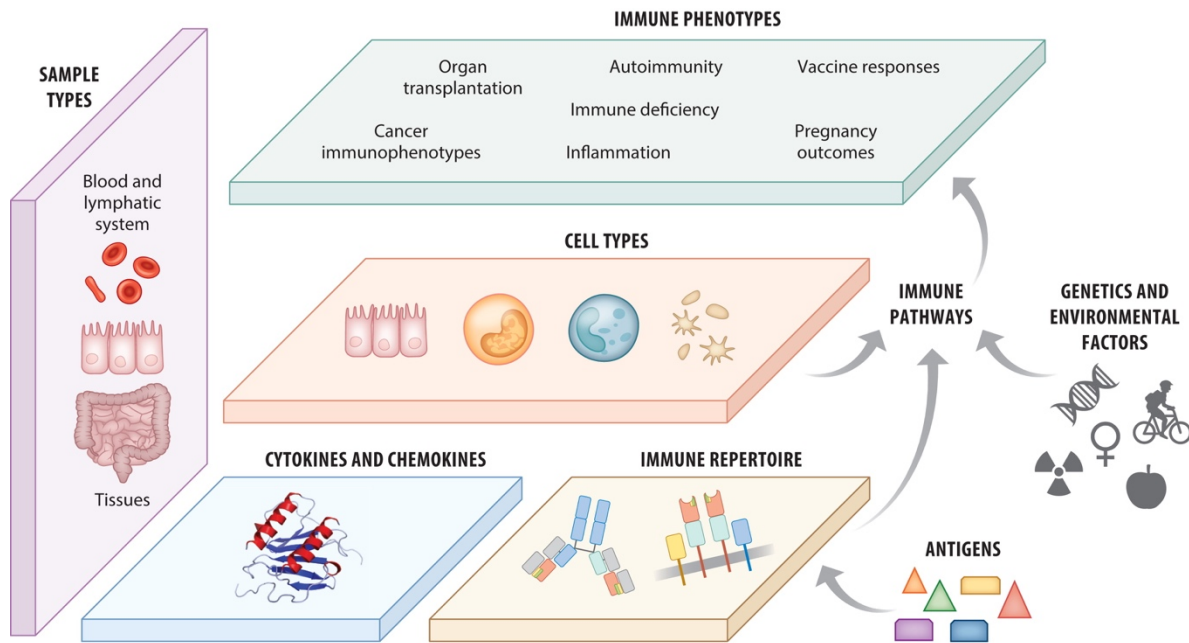 IMMUNE PHENOTYPES
SAMPLE
TYPES
Organ
transplantation
Autoimmunity
Vaccine responses
Immune deficiency
Cancer
immunophenotypes
Inflammation
Pregnancy
outcomes
Blood and
lymphatic
system
Tissues
CELL TYPES
IMMUNE
PATHWAYS
GENETICS AND
ENVIRONMENTAL
FACTORS
CYTOKINES AND CHEMOKINES
IMMUNE REPERTOIRE
ANTIGENS